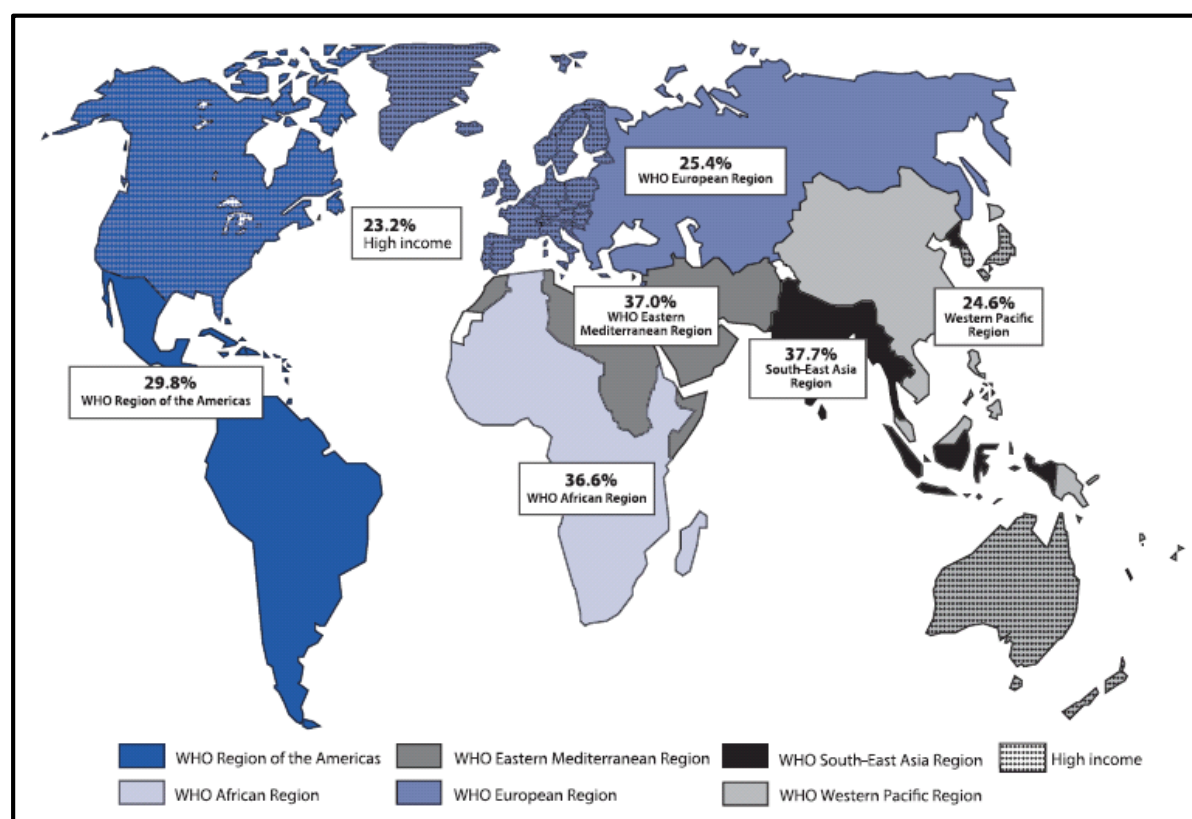 25.4%
WHO European Region
23.2%
High income
37.0%
WHO Eastern
Mediterranean Region
24.6%
Western Pacific
Region
37.7%
South-East Asia
Region
29.8%
WHO Region of the Americas
36.6%
WHO African Region
WHO Region of the Americas
WHO Eastern Mediterranean Region
WHO South-East Asia Region
High income
WHO African Region
WHO European Region
WHO Western Pacific Region